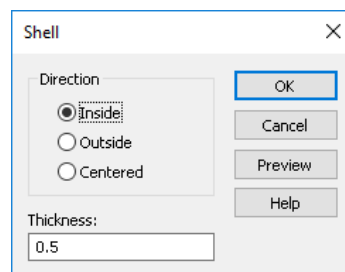 Shell
Direction
Inside
Outside
Centered
Thickness:
0.5
OK
Cancel
Preview
Help